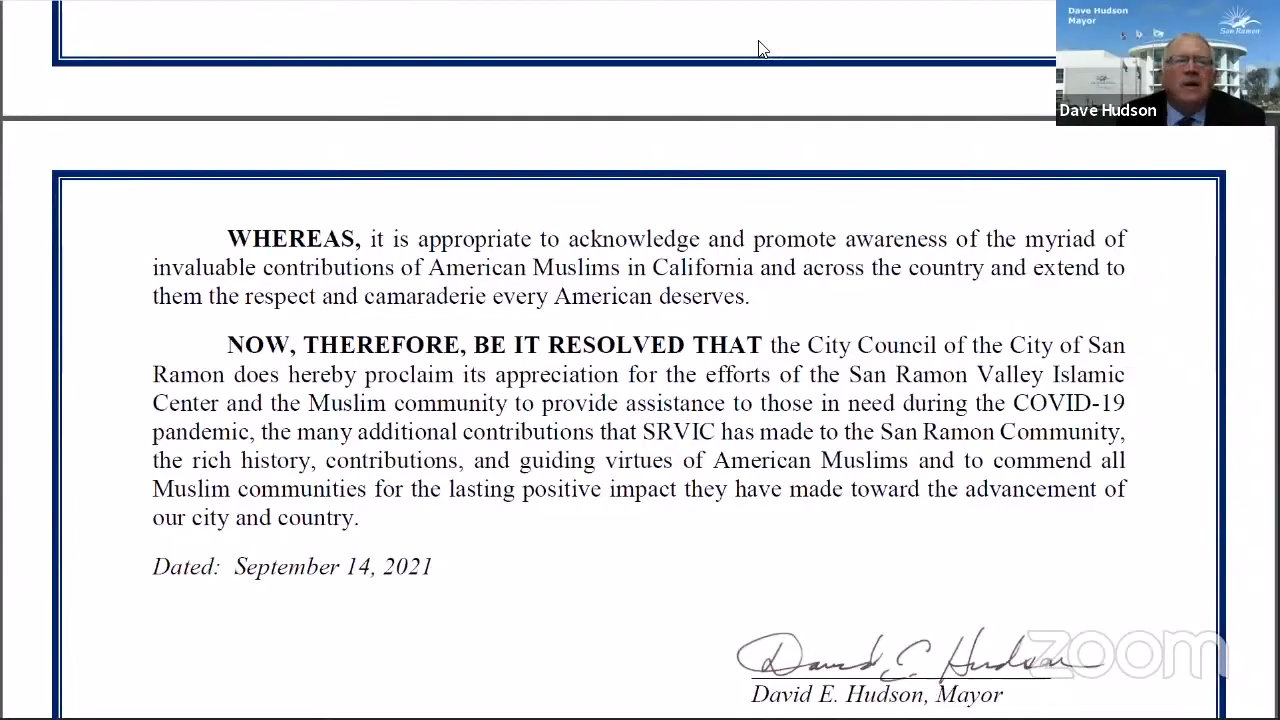 Dave Hudson
Mayor
San Ramon
Dave Hudson
WHEREAS, it is appropriate to acknowledge and promote awareness of the myriad of
invaluable contributions of American Muslims in California and across the country and extend to
them the respect and camaraderie every American deserves.
NOW, THEREFORE, BE IT RESOLVED THAT the City Council of the City of San
Ramon does hereby proclaim its appreciation for the efforts of the San Ramon Valley Islamic
Center and the Muslim community to provide assistance to those in need during the COVID-19
pandemic, the many additional contributions that SRVIC has made to the San Ramon Community,
the rich history, contributions, and guiding virtues of American Muslims and to commend all
Muslim communities for the lasting positive impact they have made toward the advancement of
our city and country.
Dated: September 14, 2021
David E. Hudson
zoom
David E. Hudson, Mayor